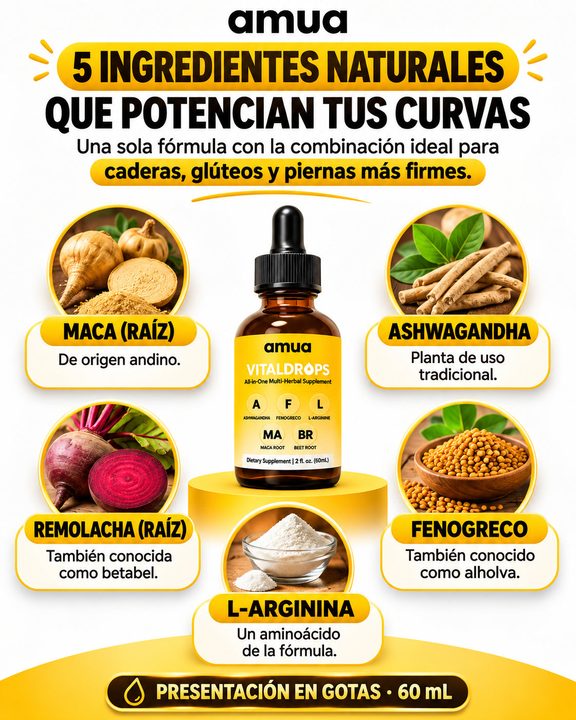 amua
5 INGREDIENTES NATURALES
QUE POTENCIAN TUS CURVAS
Una sola fórmula con la combinación ideal para
caderas, glúteos y piernas más firmes.
MACA (RAÍZ)
De origen andino.
ASHWAGANDHA
Planta de uso
tradicional.
amua
VITALDROPS
All-in-One Multi-Herbal Supplement
A F L
ASHWAGANDHA FENOGRECO L-ARGININE
MA BR
MACA ROOT BEET ROOT
Dietary Supplement | 2 fl. oz. (60mL)
REMOLACHA (RAÍZ)
También conocida
como betabel.
FENOGRECO
También conocido
como alholva.
L-ARGININA
Un aminoácido
de la fórmula.
PRESENTACIÓN EN GOTAS · 60 mL